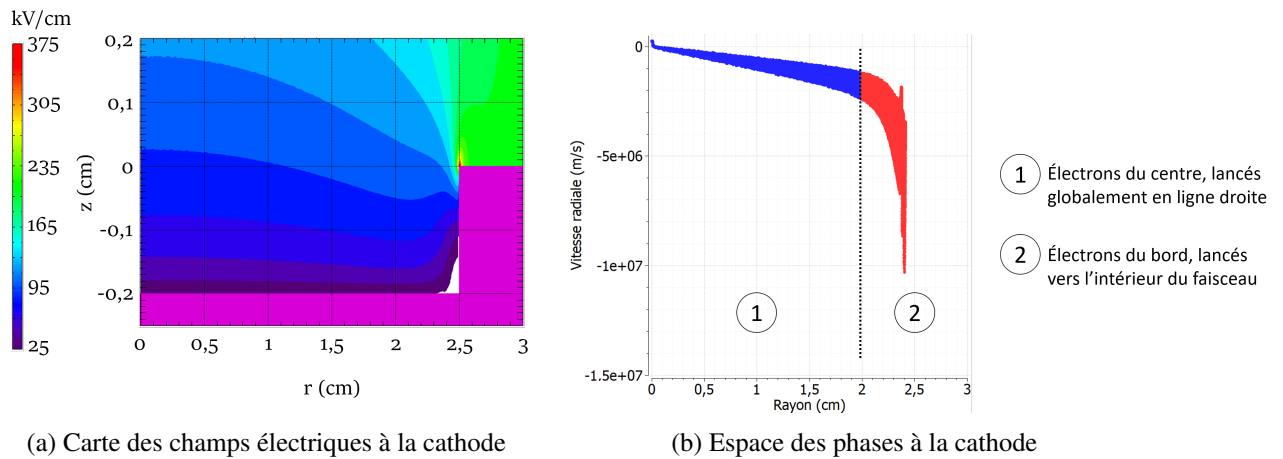 kV/cm
375
305
235
165
95
25
0,2
0,1
0
-0,1
-0,2
z (cm)
0 0,5 1 1,5 2 2,5 3
r (cm)
(a) Carte des champs électriques à la cathode
0
-5e+06
-1e+07
-1.5e+07
Vitesse radiale (m/s)
0 0,5 1 1,5 2 2,5 3
Rayon (cm)
1
2
(b) Espace des phases à la cathode
1 Électrons du centre, lancés
globalement en ligne droite
2 Électrons du bord, lancés
vers l'intérieur du faisceau